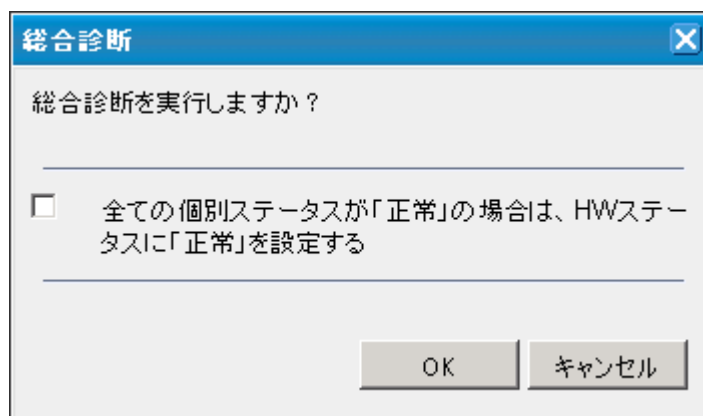 総合診断
総合診断を実行しますか？
全ての個別ステータスが「正常」の場合は、HWステー
タスに「正常」を設定する
OK
キャンセル